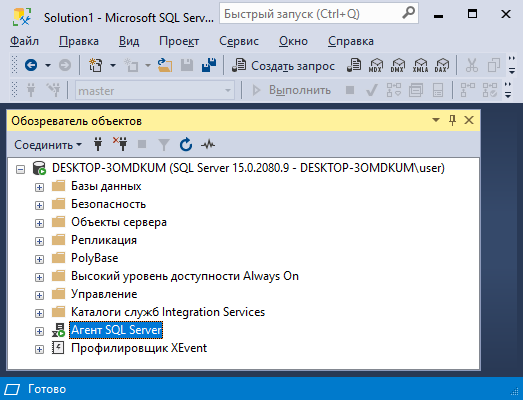 Solution1 - Microsoft SQL Serv...
Быстрый запуск (Ctrl+Q)
Файл Правка Вид Проект Сервис Окно Справка
Создать запрос MDX DMX XMLA DAX
master Выполнить
Обозреватель объектов
Соединить
DESKTOP-3OMDKUM (SQL Server 15.0.2080.9 - DESKTOP-3OMDKUM\user)
Базы данных
Безопасность
Объекты сервера
Репликация
PolyBase
Высокий уровень доступности Always On
Управление
Каталоги служб Integration Services
Агент SQL Server
Профилировщик XEvent
Готово